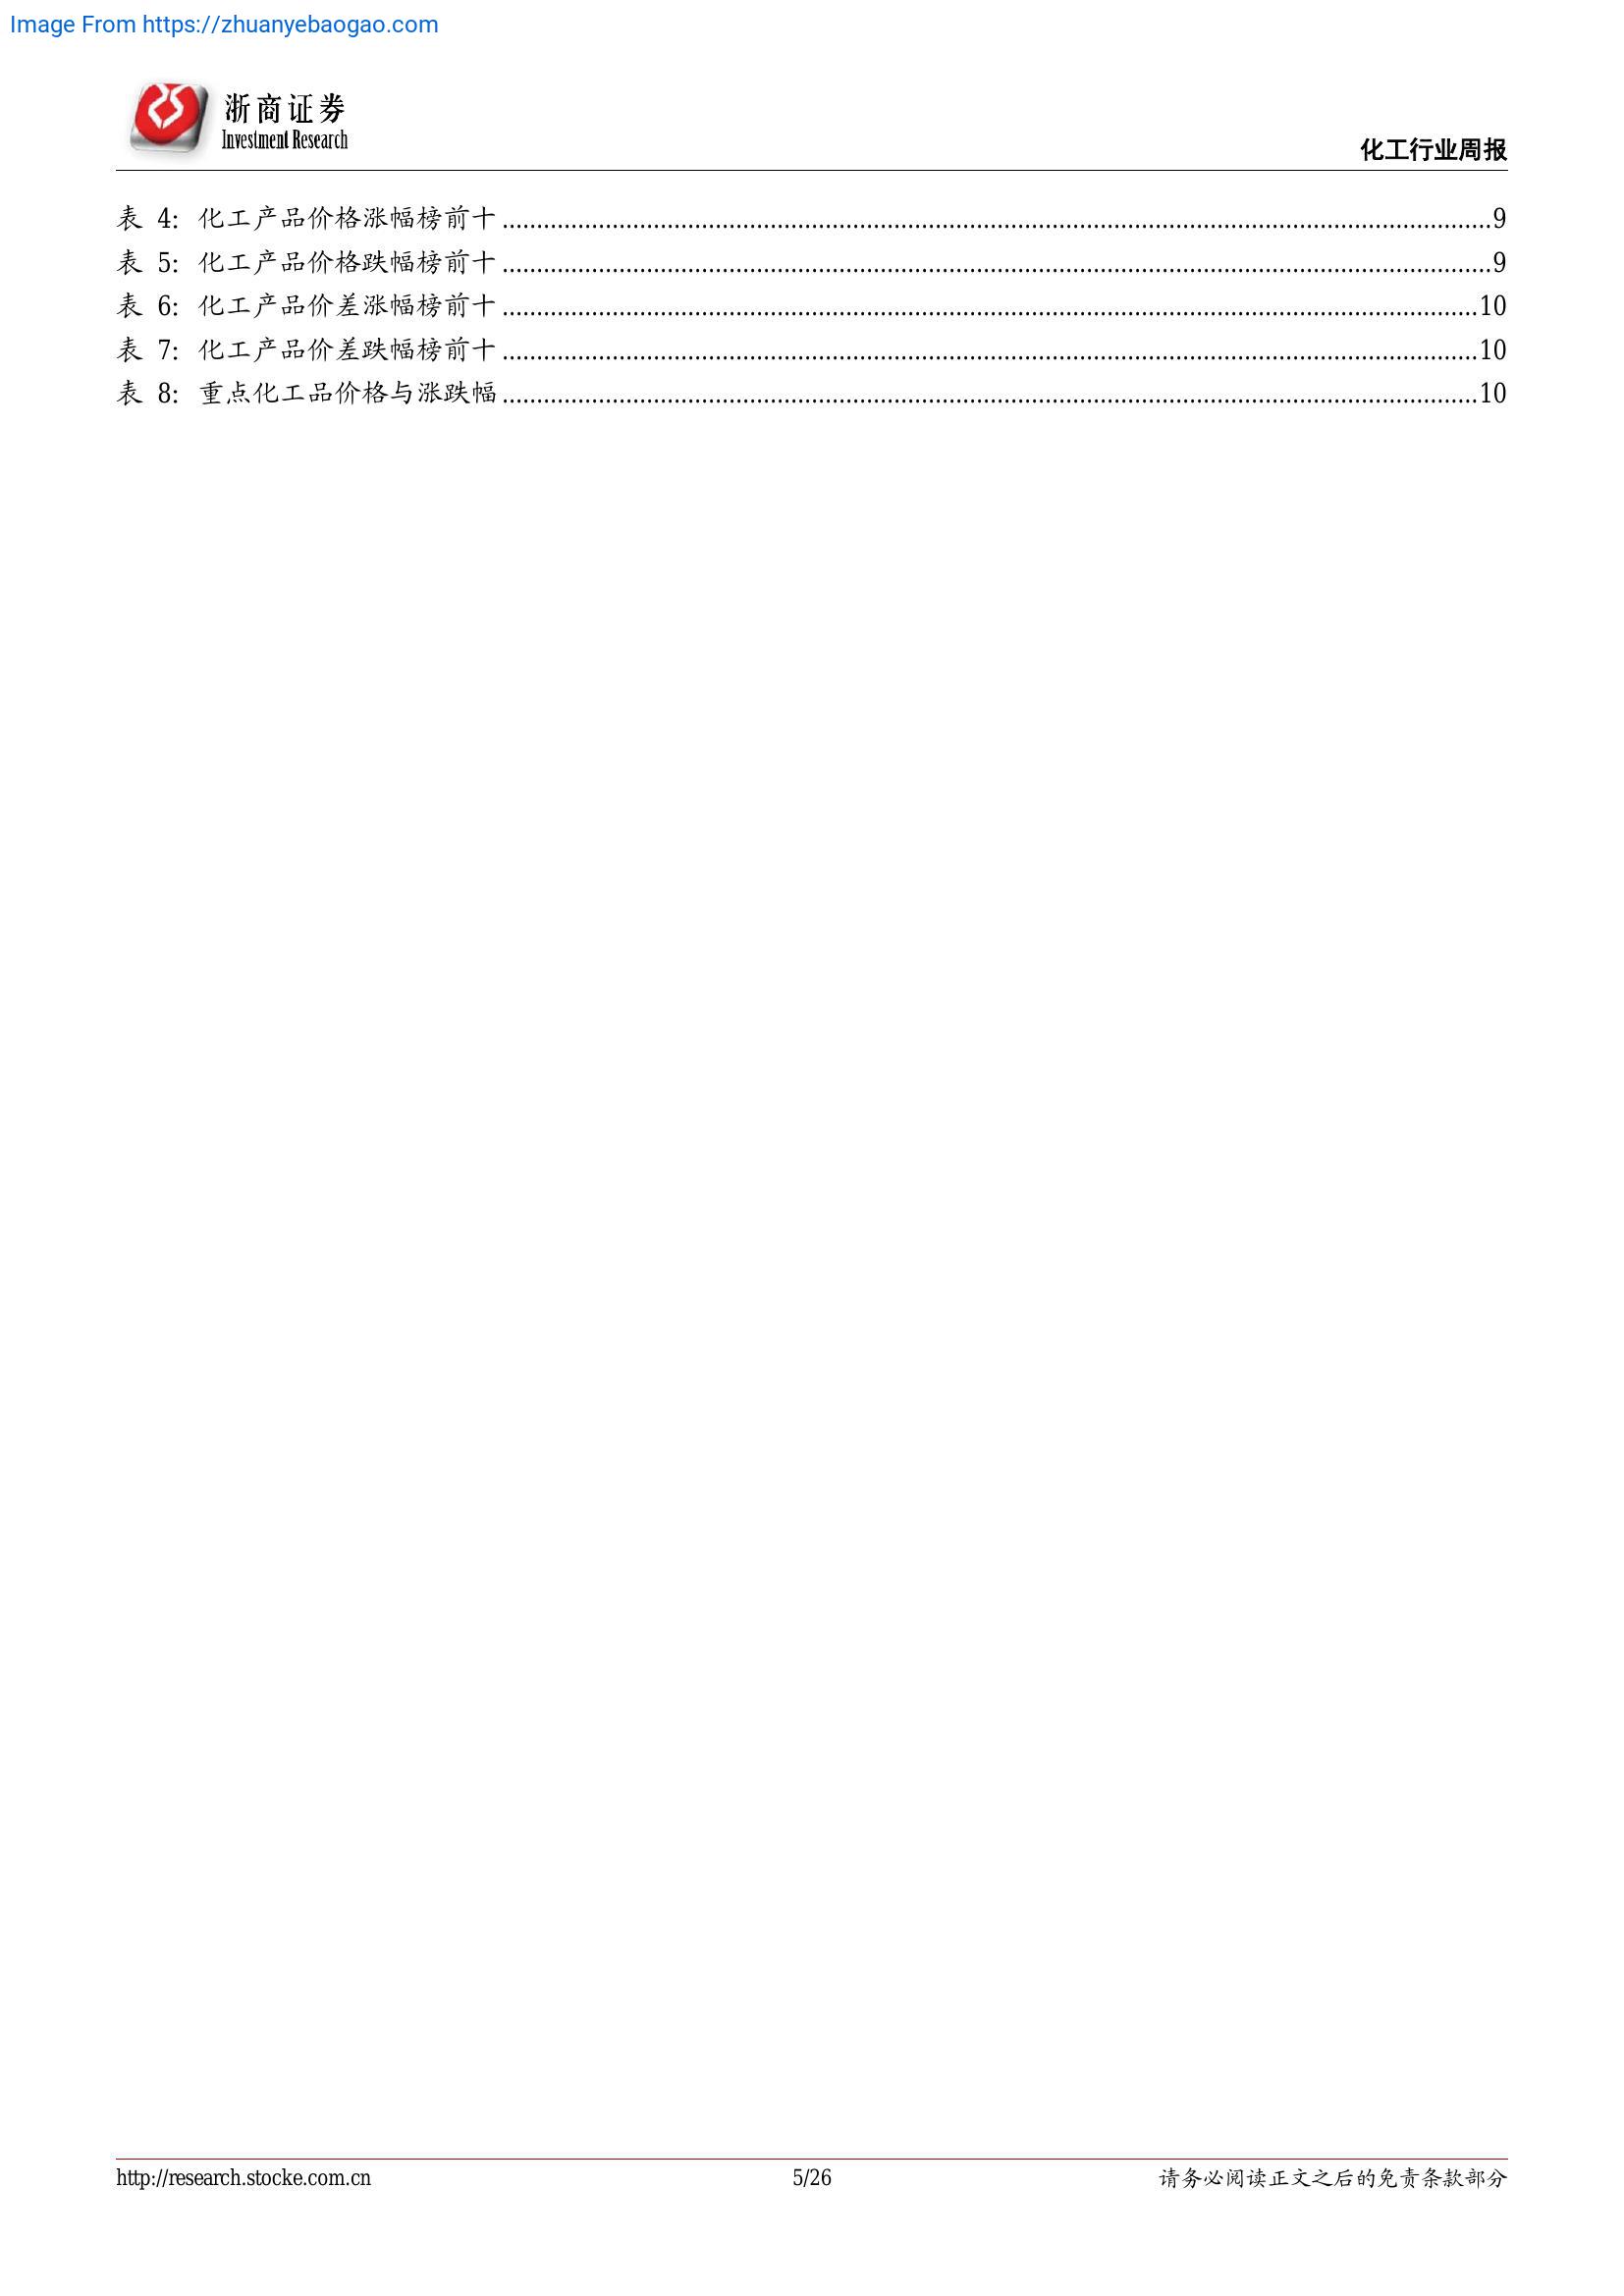 Image From https://zhuanyebaogao.com
浙商证券
Investment Research
化工行业周报
表 4: 化工产品价格涨幅榜前十........................................9
表 5: 化工产品价格跌幅榜前十........................................9
表 6: 化工产品价差涨幅榜前十........................................10
表 7: 化工产品价差跌幅榜前十........................................10
表 8: 重点化工品价格与涨跌幅........................................10
http://research.stocke.com.cn 5/26 请务必阅读正文之后的免责条款部分